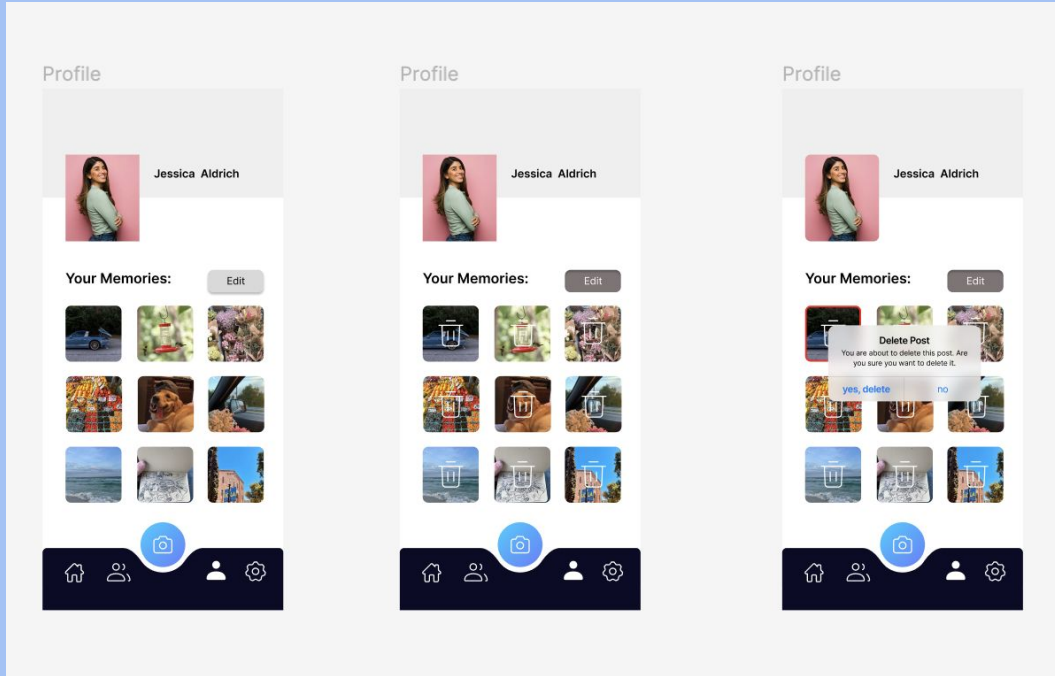 Profile
Profile
Profile
Jessica Aldrich
Jessica Aldrich
Jessica Aldrich
Your Memories:
Edit
Your Memories:
Edit
Your Memories:
Edit
Delete Post
You are about to delete this post. Are
you sure you want to delete it.
yes, delete
no